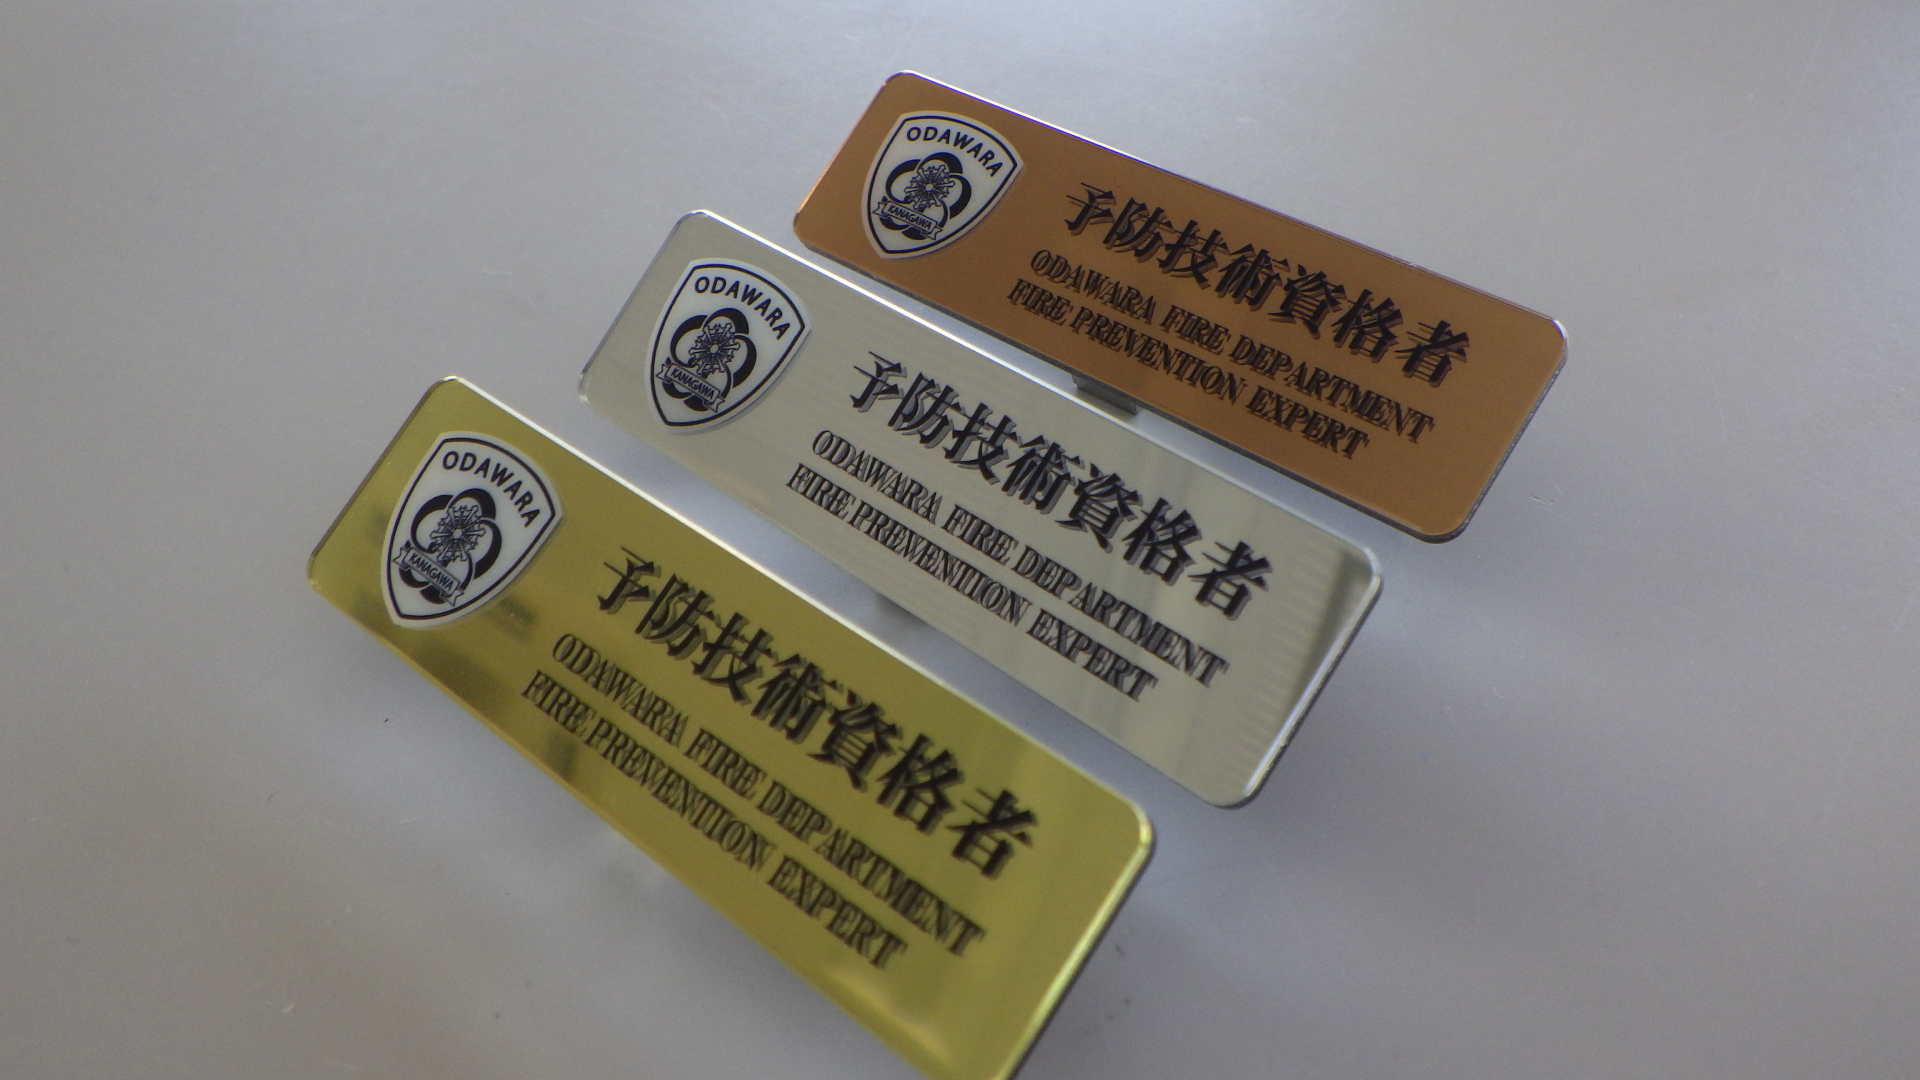 ODAWARA
KANAGAWA
予防技術資格者
ODAWARA FIRE DEPARTMENT
FIRE PREVENTION EXPERT
ODAWARA
KANAGAWA
予防技術資格者
ODAWARA FIRE DEPARTMENT
FIRE PREVENTION EXPERT
ODAWARA
KANAGAWA
予防技術資格者
ODAWARA FIRE DEPARTMENT
FIRE PREVENTION EXPERT